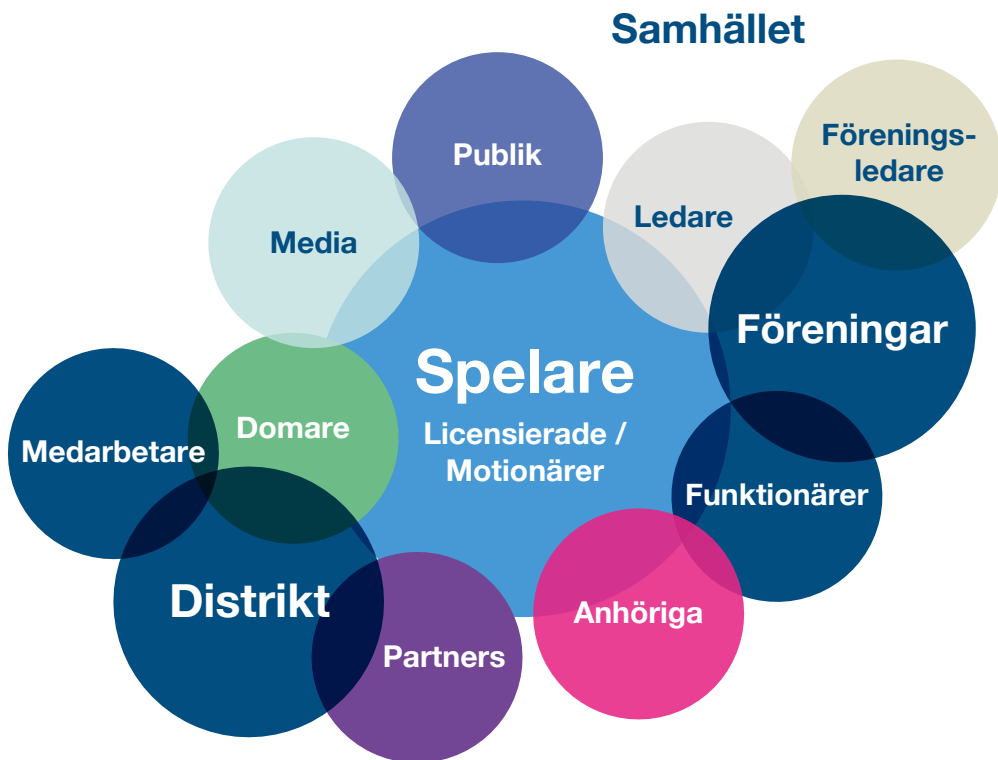 Samhället
Publik
Förenings-
ledare
Media
Ledare
Föreningar
Spelare
Licensierade /
Motionärer
Domare
Medarbetare
Funktionärer
Distrikt
Anhöriga
Partners